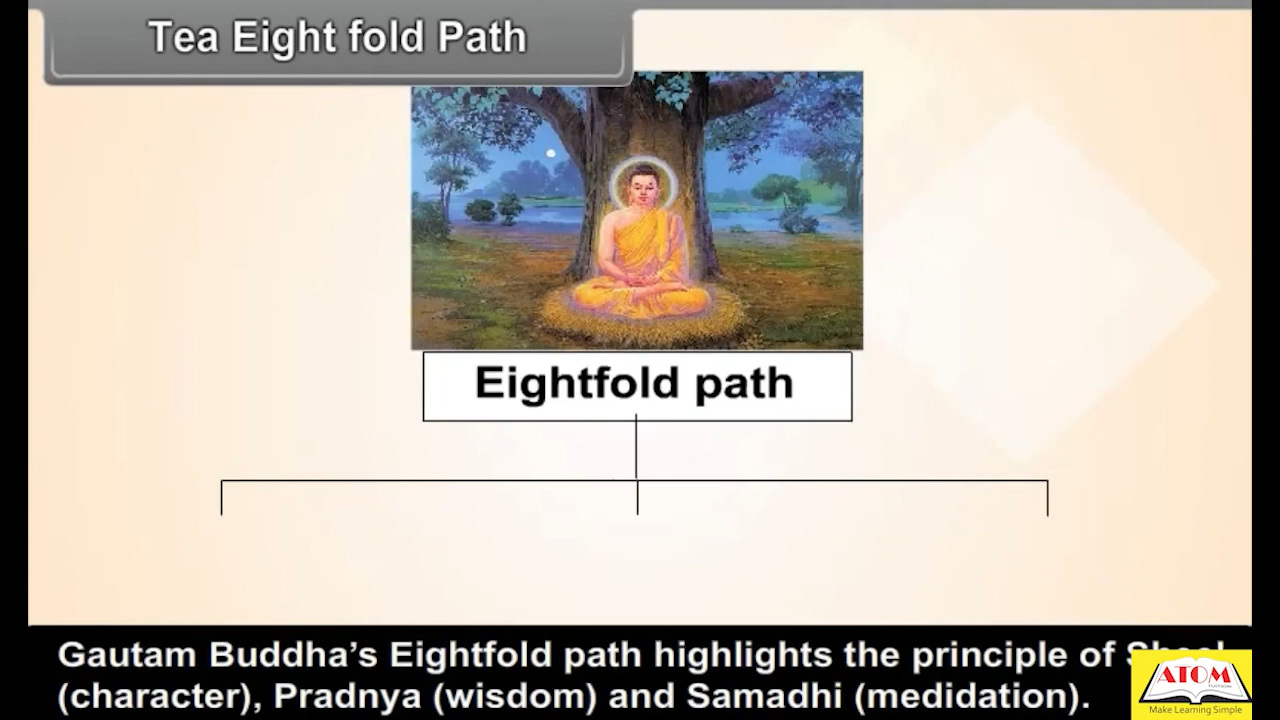 Tea Eight fold Path
Eightfold path
Gautam Buddha's Eightfold path highlights the principle of
(character), Pradnya (wisdom) and Samadhi (medidation).
ATOM
Make Learning Simple